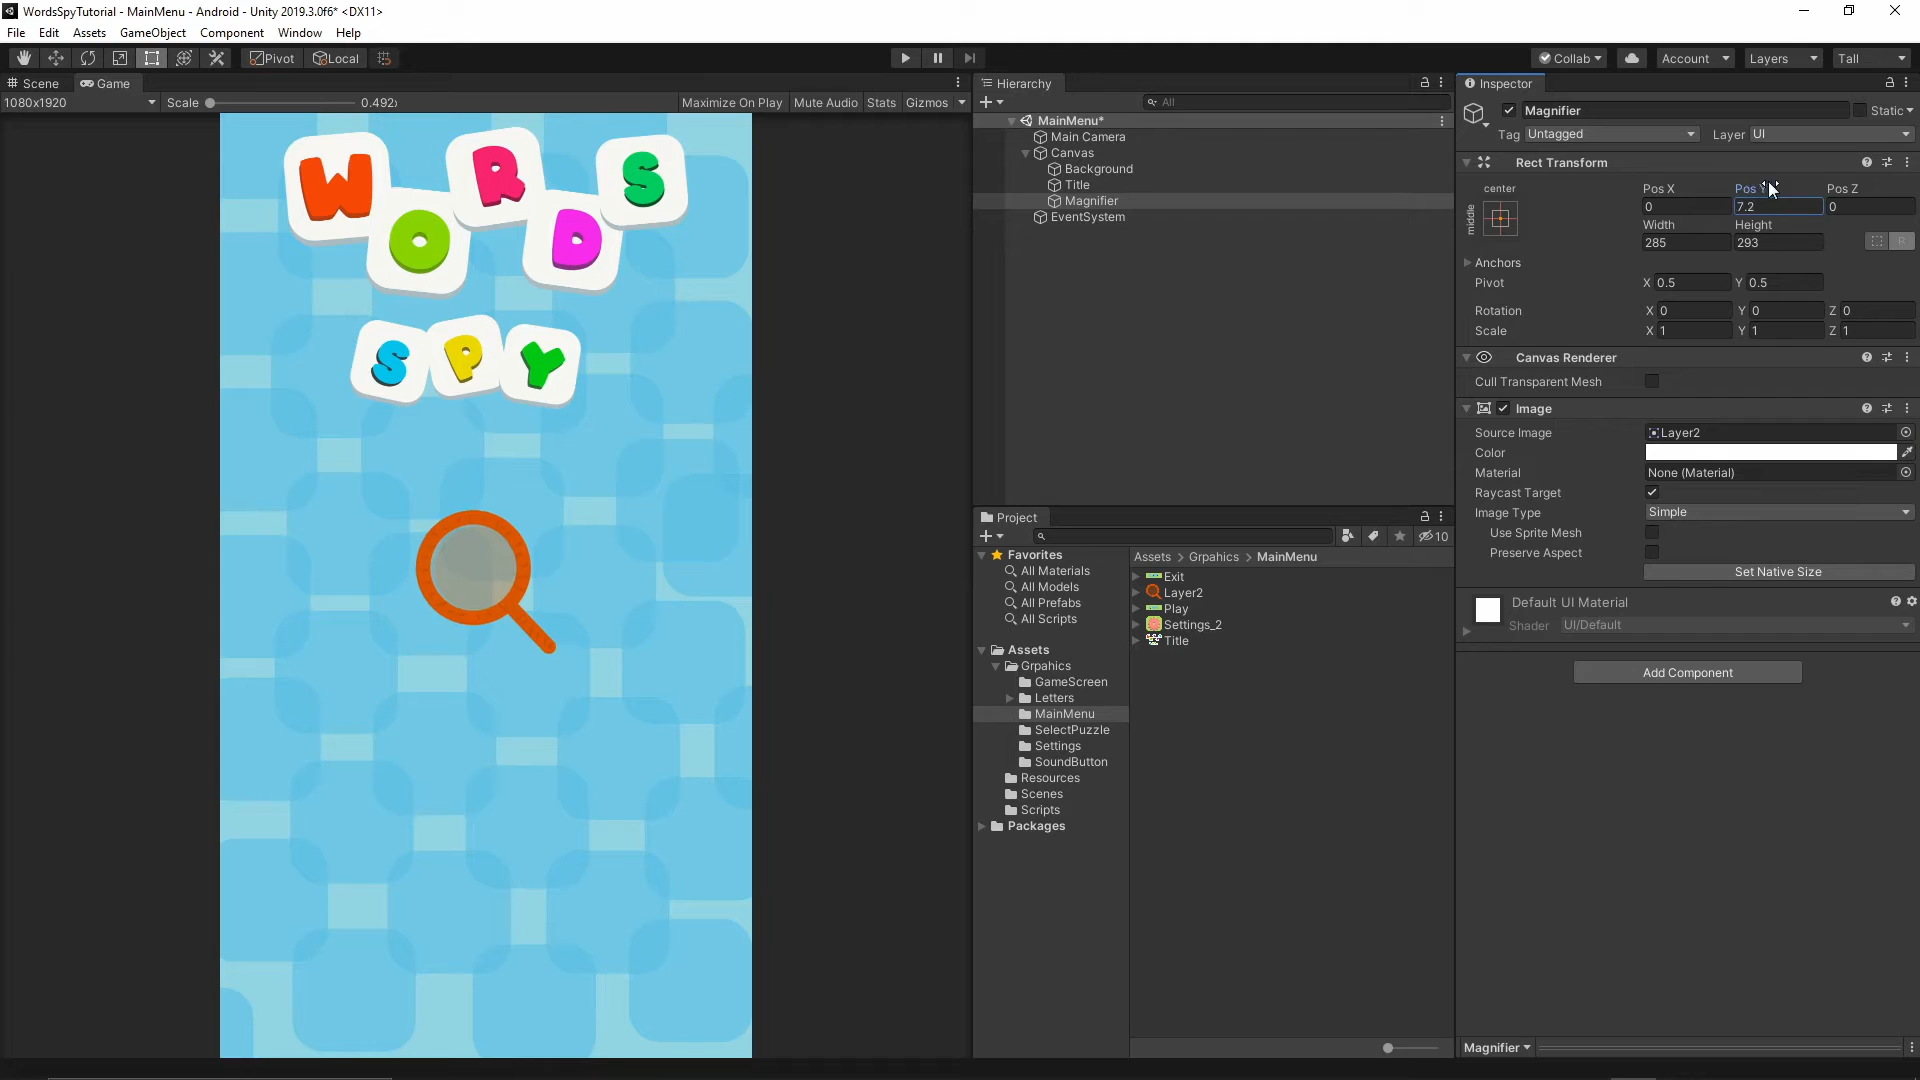 WordsSpyTutorial - MainMenu - Android - Unity 2019.3.0f6* <DX11>
File Edit Assets GameObject Component Window Help
Pivot Local Collab Account Layers Tall
Scene Game
1080x1920 Scale 0.492x Maximize On Play Mute Audio Stats Gizmos
WORDS
SPY
Hierarchy
All
MainMenu*
Main Camera
Canvas
Background
Title
Magnifier
EventSystem
Project
10
Favorites
All Materials
All Models
All Prefabs
All Scripts
Assets
Grpahics
GameScreen
Letters
MainMenu
SelectPuzzle
Settings
SoundButton
Resources
Scenes
Scripts
Packages
Assets > Grpahics > MainMenu
Exit
Layer2
Play
Settings_2
Title
Inspector
Magnifier Static
Tag Untagged Layer UI
Rect Transform
center
middle
Pos X Pos Y Pos Z
0 7.2 0
Width Height
285 293
R
Anchors
Pivot X 0.5 Y 0.5
Rotation X 0 Y 0 Z 0
Scale X 1 Y 1 Z 1
Canvas Renderer
Cull Transparent Mesh
Image
Source Image Layer2
Color
Material None (Material)
Raycast Target
Image Type Simple
Use Sprite Mesh
Preserve Aspect
Set Native Size
Default UI Material
Shader UI/Default
Add Component
Magnifier